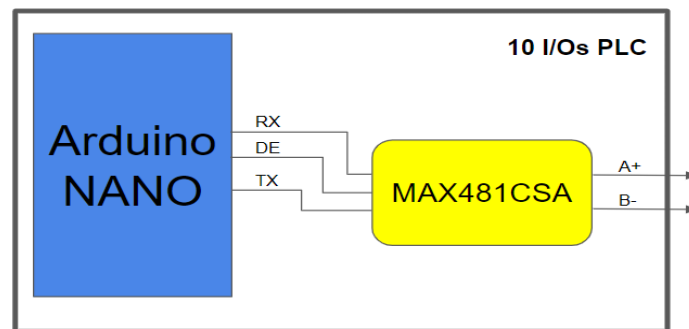 10 I/Os PLC
Arduino
NANO
RX
DE
TX
MAX481CSA
A+
B-